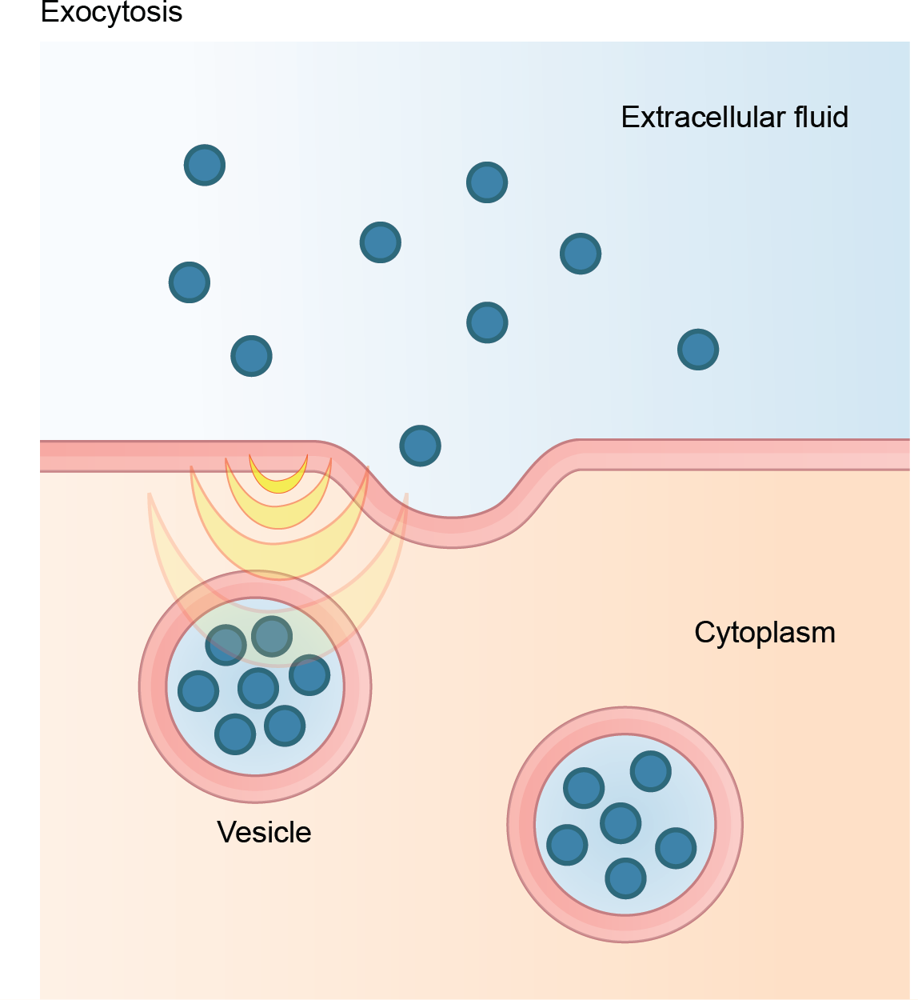 Exocytosis
Extracellular fluid
Cytoplasm
Vesicle